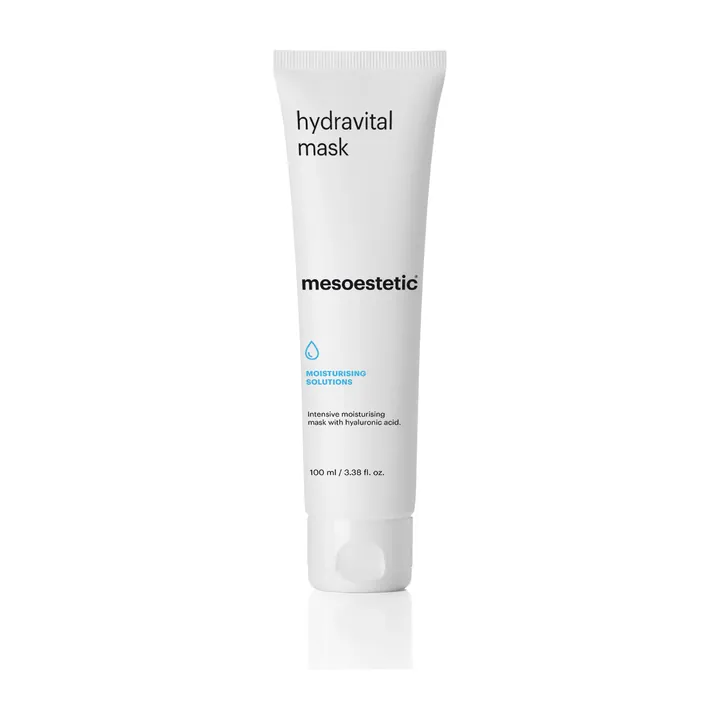 hydravital
mask
mesoestetic®
MOISTURISING
SOLUTIONS
Intensive moisturising
mask with hyaluronic acid.
100 ml / 3.38 fl. oz.